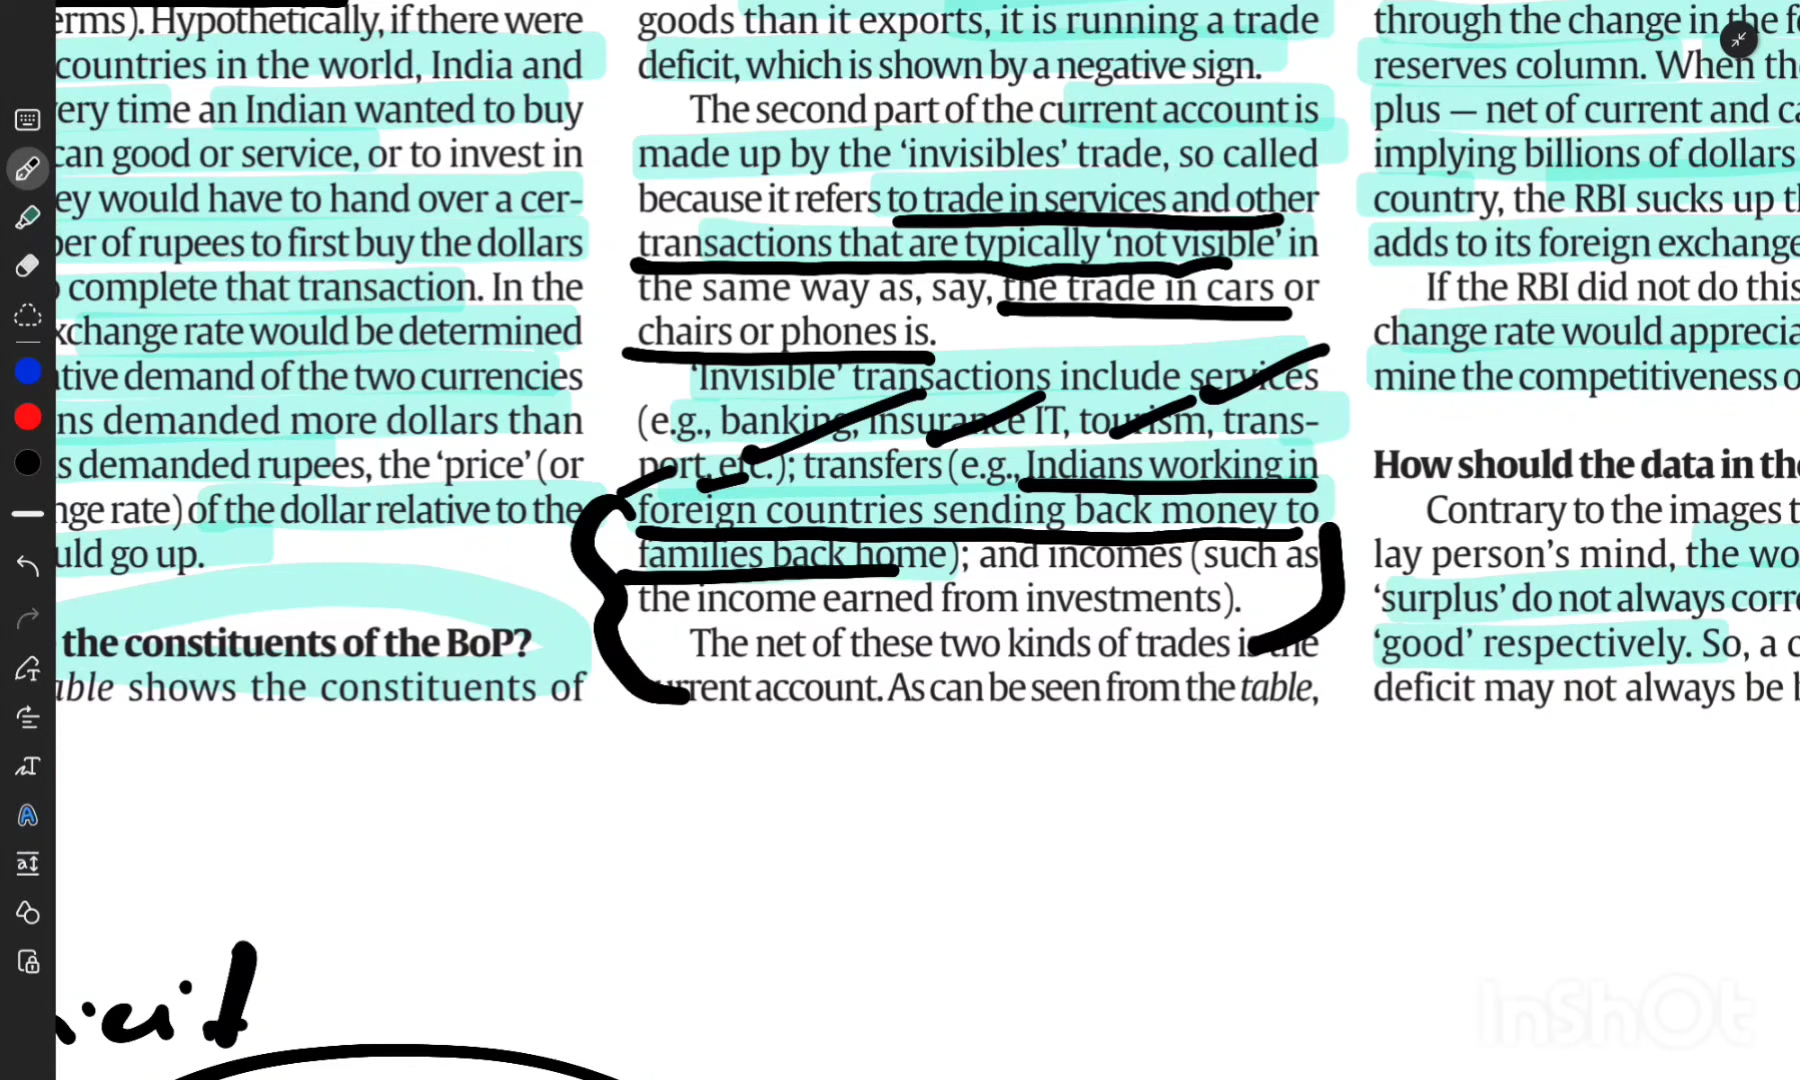 erms). Hypothetically, if there were
countries in the world, India and
ery time an Indian wanted to buy
can good or service, or to invest in
ey would have to hand over a cer-
ber of rupees to first buy the dollars
complete that transaction. In the
xchange rate would be determined
ative demand of the two currencies
ns demanded more dollars than
s demanded rupees, the ‘price’ (or
nge rate) of the dollar relative to the
uld go up.
the constituents of the BoP?
able shows the constituents of
goods than it exports, it is running a trade
deficit, which is shown by a negative sign.
The second part of the current account is
made up by the ‘invisibles’ trade, so called
because it refers to trade in services and other
transactions that are typically ‘not visible’ in
the same way as, say, the trade in cars or
chairs or phones is.
‘Invisible’ transactions include services
(e.g., banking, insurance IT, tourism, trans-
port, etc.); transfers (e.g., Indians working in
foreign countries sending back money to
families back home); and incomes (such as
the income earned from investments).
The net of these two kinds of trades is the
current account. As can be seen from the table,
through the change in the f
reserves column. When th
plus — net of current and ca
implying billions of dollars
country, the RBI sucks up t
adds to its foreign exchange
If the RBI did not do this
change rate would apprecia
mine the competitiveness o
How should the data in the
Contrary to the images t
lay person’s mind, the wo
‘surplus’ do not always corre
‘good’ respectively. So, a c
deficit may not always be b
InShOt